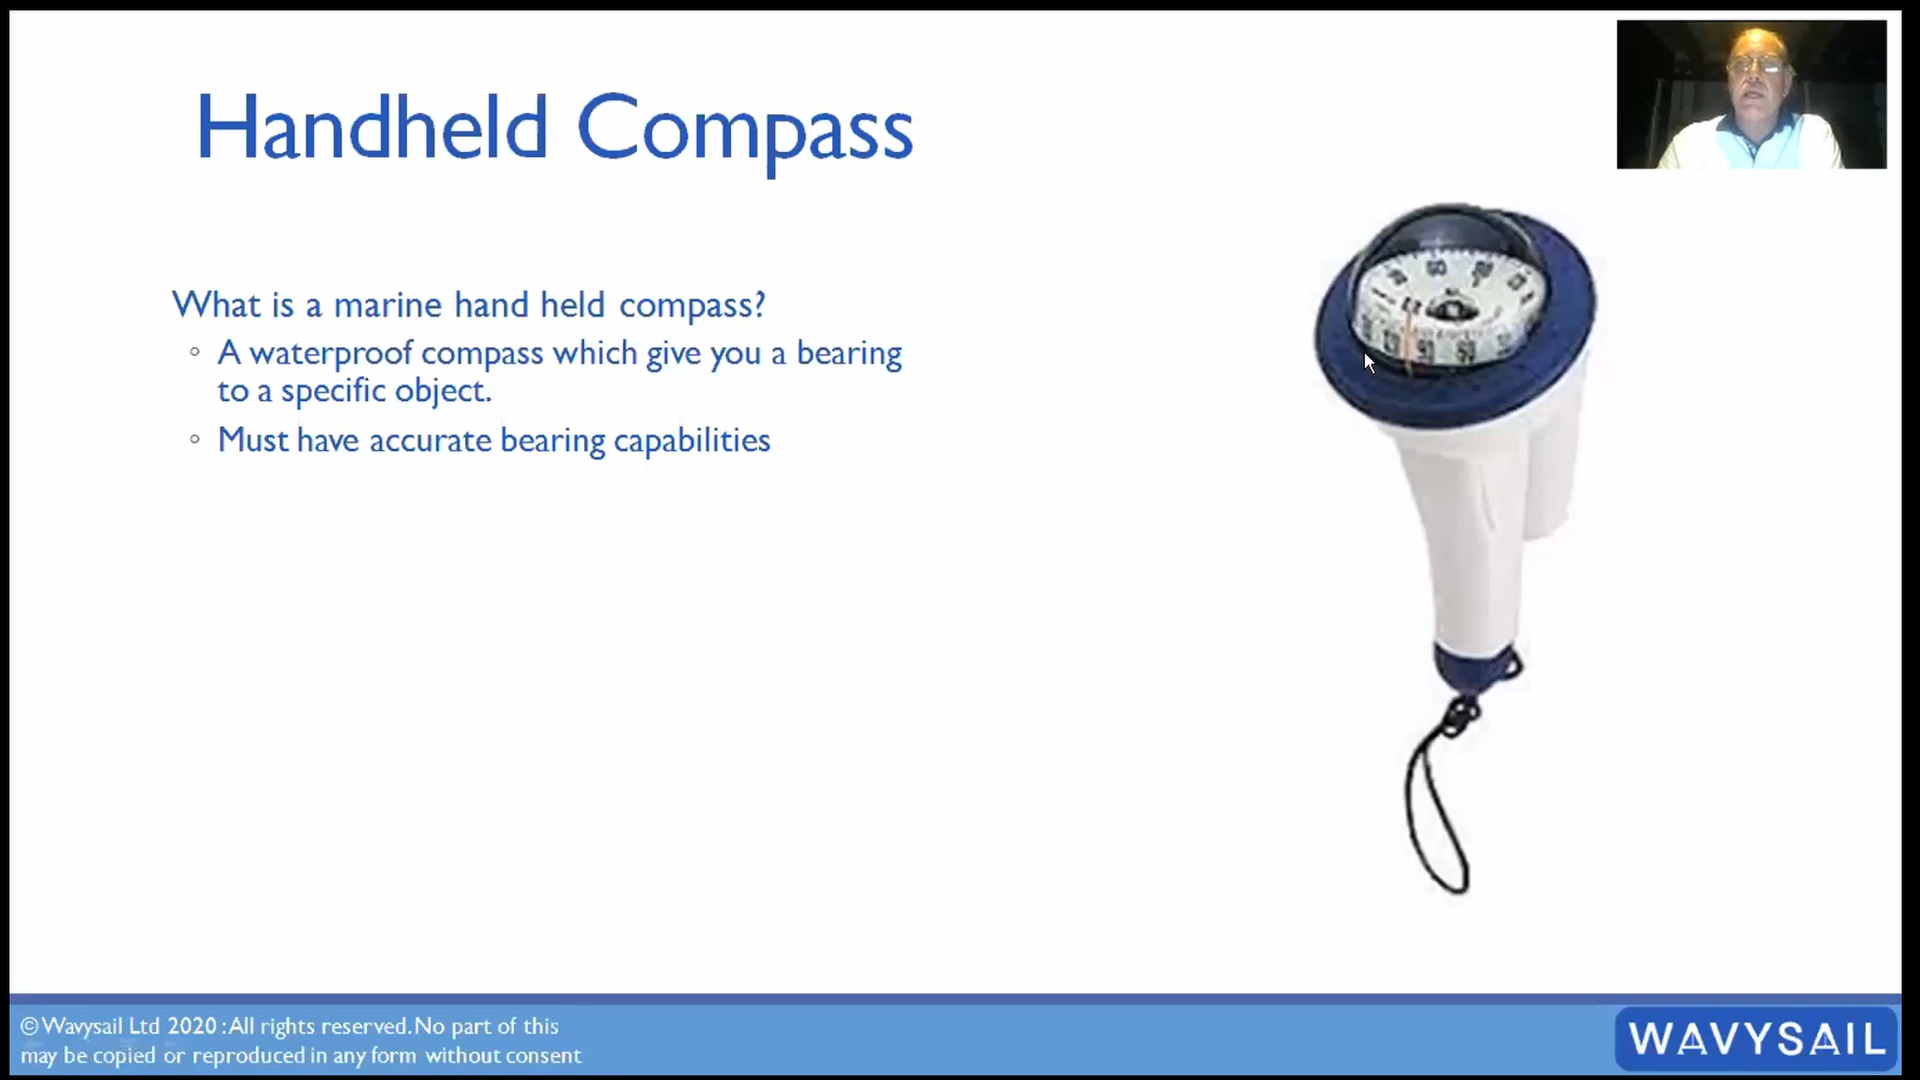 Handheld Compass
What is a marine hand held compass?
A waterproof compass which give you a bearing
to a specific object.
Must have accurate bearing capabilities
© Wavysail Ltd 2020 : All rights reserved. No part of this
may be copied or reproduced in any form without consent
WAVYSAIL